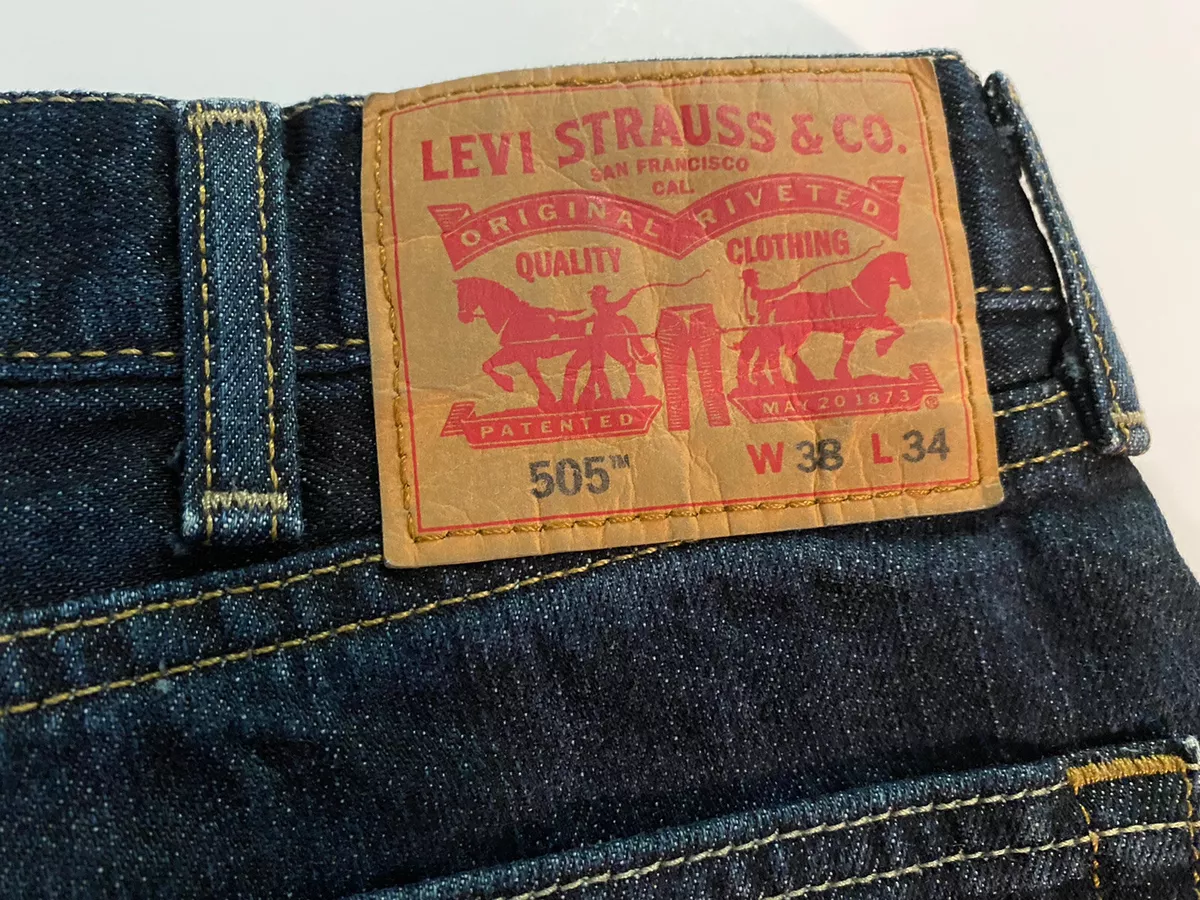 LEVI STRAUSS & CO.
SAN FRANCISCO
CAL.
ORIGINAL RIVETED
QUALITY CLOTHING
PATENTED MAY 20 1873 ®
505™ W 38 L 34